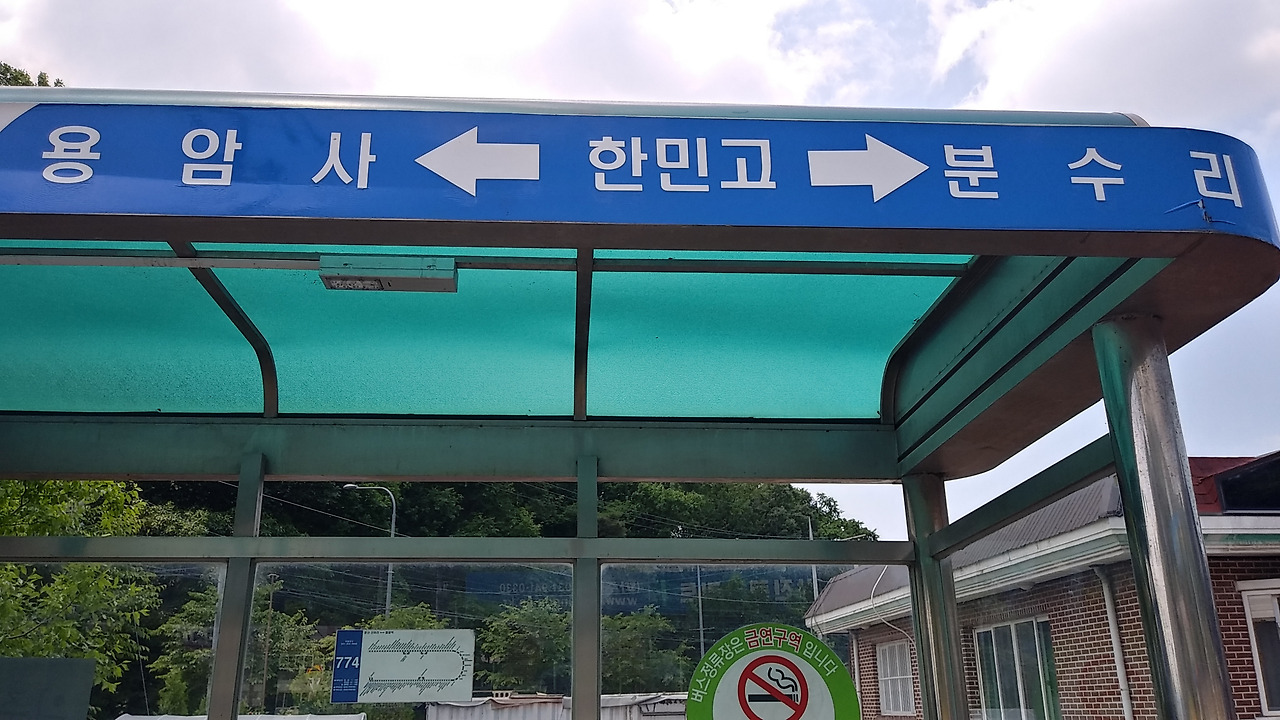 용암사 ← 한민고 → 분수리
774
버스정류장은 금연구역 입니다